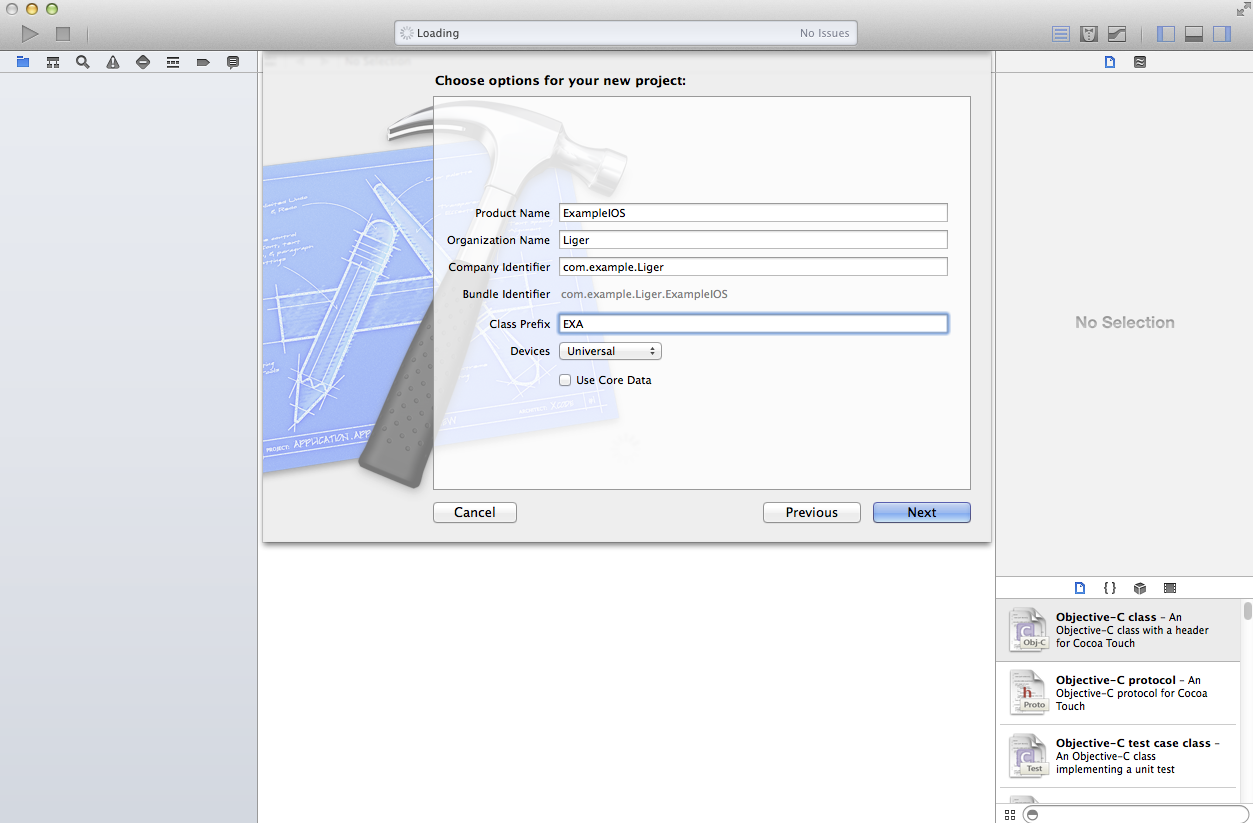 Loading
No Issues
No Selection
Choose options for your new project:
Product Name ExampleIOS
Organization Name Liger
Company Identifier com.example.Liger
Bundle Identifier com.example.Liger.ExampleIOS
Class Prefix EXA
Devices Universal
Use Core Data
PROJECT: APPLICATION.APP
Cancel
Previous
Next
No Selection
{ }
Objective-C class – An
Objective-C class with a header
for Cocoa Touch
Obj-C
Objective-C protocol – An
Objective-C protocol for Cocoa
Touch
h
Proto
Objective-C test case class –
An Objective-C class
implementing a unit test
C
Test